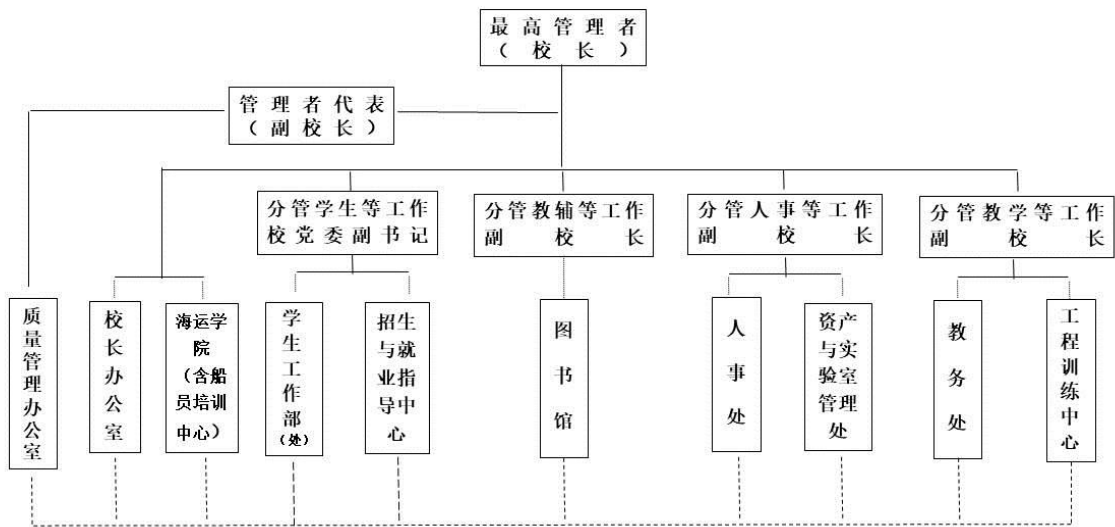 最高管理者
（校长）
管理者代表
（副校长）
分管学生等工作
校党委副书记
分管教辅等工作
副校长
分管人事等工作
副校长
分管教学等工作
副校长
质量管理办公室
校长办公室
海运学
院
（含船
员培训
中心）
学生工作部
（处）
招生
与就
业指
导中
心
图书馆
人事处
资产
与实
验室
管理
处
教务处
工程训练中心